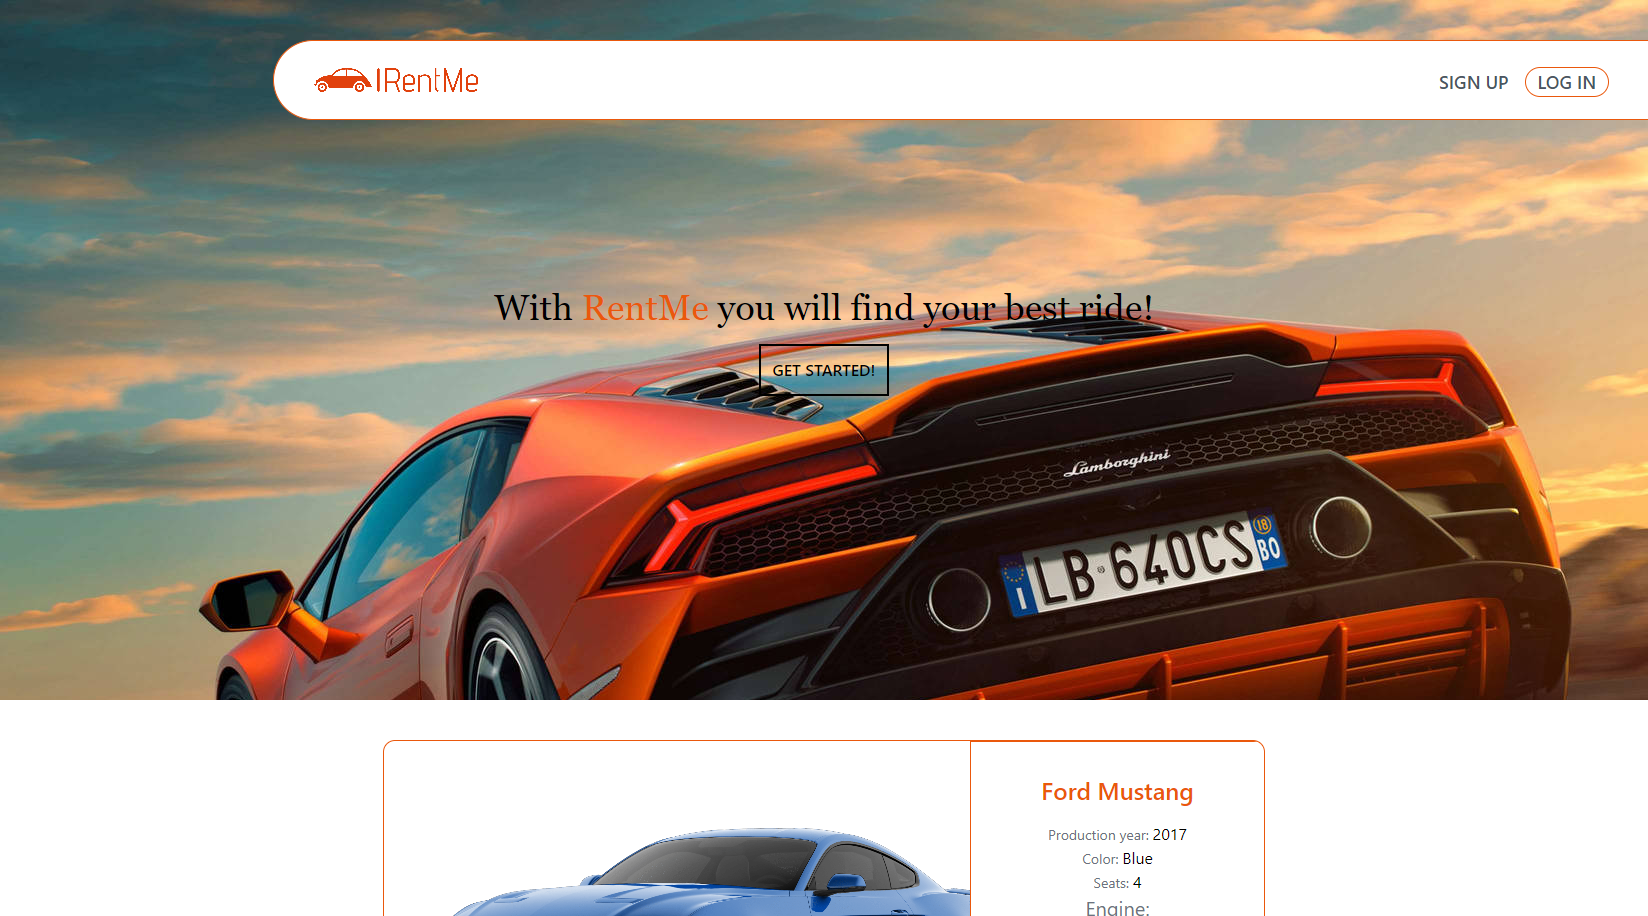 RentMe
SIGN UP
LOG IN
With RentMe you will find your best ride!
GET STARTED!
Lamborghini
I LB 640CS 18 BO
Ford Mustang
Production year: 2017
Color: Blue
Seats: 4
Engine: